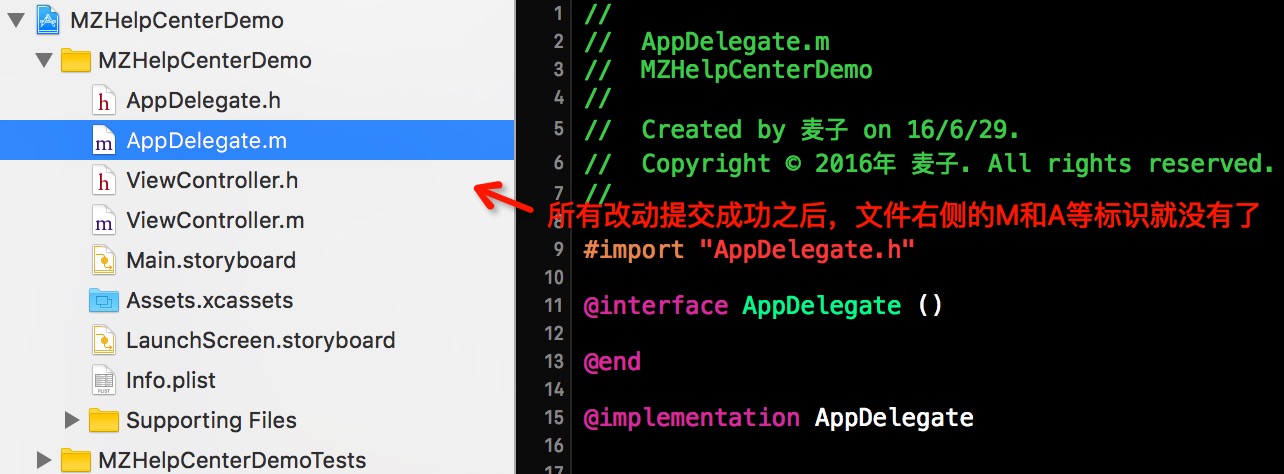 MZHelpCenterDemo
MZHelpCenterDemo
h AppDelegate.h
m AppDelegate.m
h ViewController.h
m ViewController.m
Main.storyboard
Assets.xcassets
LaunchScreen.storyboard
PLIST Info.plist
Supporting Files
MZHelpCenterDemoTests
1 //
2 //  AppDelegate.m
3 //  MZHelpCenterDemo
4 //
5 //  Created by 麦子 on 16/6/29.
6 //  Copyright © 2016年 麦子. All rights reserved.
7 //
所有改动提交成功之后，文件右侧的M和A等标识就没有了
9 #import "AppDelegate.h"
10
11 @interface AppDelegate ()
12
13 @end
14
15 @implementation AppDelegate
16
17